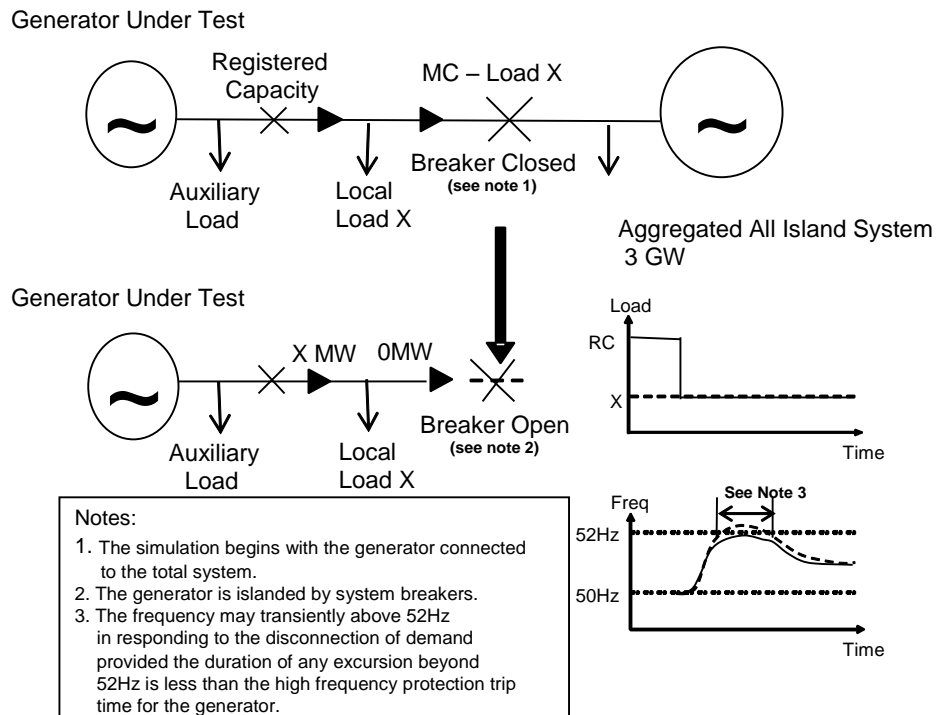 Generator Under Test
Registered
Capacity
MC – Load X
~
~
Auxiliary
Load
Local
Load X
Breaker Closed
(see note 1)
Aggregated All Island System
3 GW
Generator Under Test
X MW
0MW
~
Auxiliary
Load
Local
Load X
Breaker Open
(see note 2)
Load
RC
X
Time
Freq
See Note 3
52Hz
50Hz
Time
Notes:
1. The simulation begins with the generator connected
to the total system.
2. The generator is islanded by system breakers.
3. The frequency may transiently above 52Hz
in responding to the disconnection of demand
provided the duration of any excursion beyond
52Hz is less than the high frequency protection trip
time for the generator.